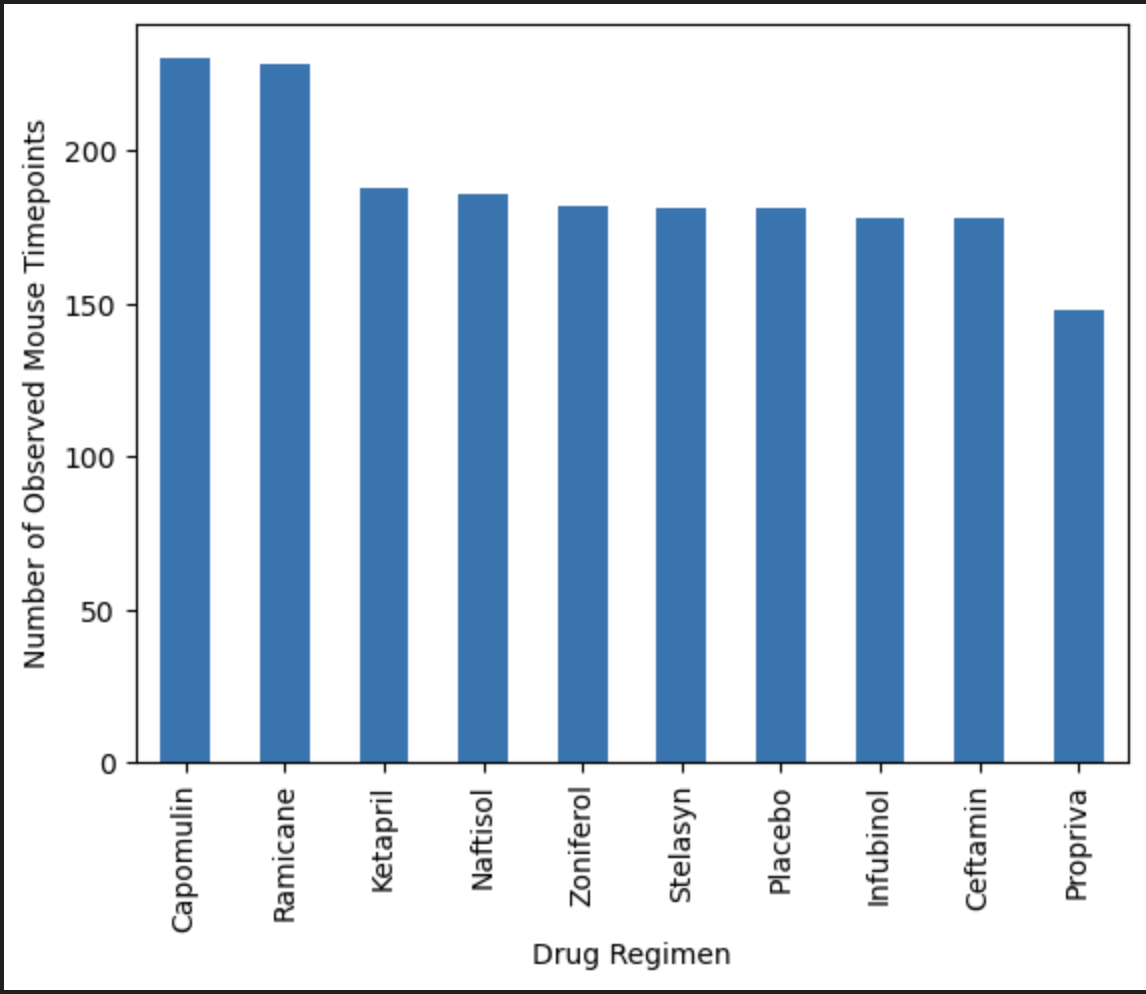 Number of Observed Mouse Timepoints
200
150
100
50
0
Capomulin
Ramicane
Ketapril
Naftisol
Zoniferol
Stelasyn
Placebo
Infubinol
Ceftamin
Propriva
Drug Regimen